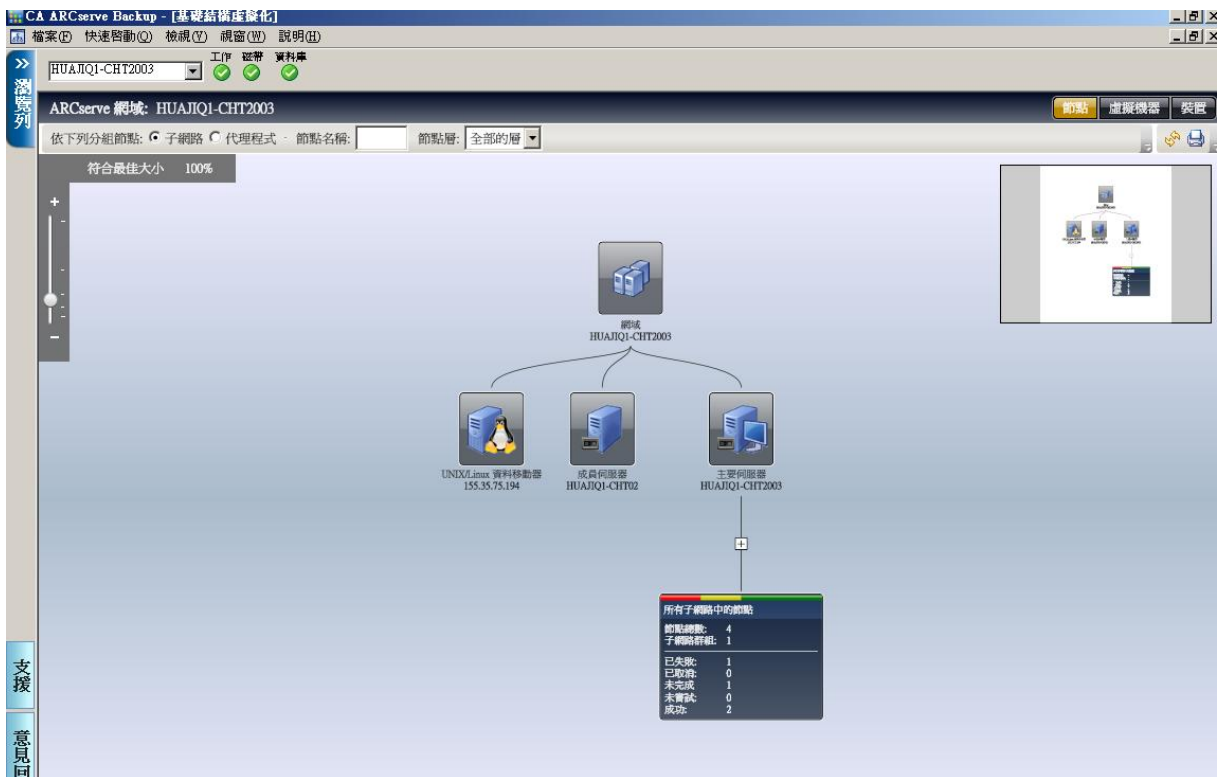 CA ARCserve Backup - [基礎結構虛擬化]
檔案(F) 快速啟動(Q) 檢視(Y) 視窗(W) 說明(H)
»
瀏覽列
HUAJIQ1-CHT2003
工作 磁帶 資料庫
ARCserve 網域: HUAJIQ1-CHT2003
節點 虛擬機器 裝置
依下列分組節點: 子網路 代理程式 - 節點名稱: 節點層: 全部的層
符合最佳大小 100%
+
−
網域
HUAJIQ1-CHT2003
UNIX/Linux 資料移動器
155.35.75.194
成員伺服器
HUAJIQ1-CHT02
主要伺服器
HUAJIQ1-CHT2003
+
所有子網路中的節點
節點總數: 4
子網路群組: 1
已失敗: 1
已取消: 0
未完成 1
未嘗試: 0
成功: 2
支援
意見回